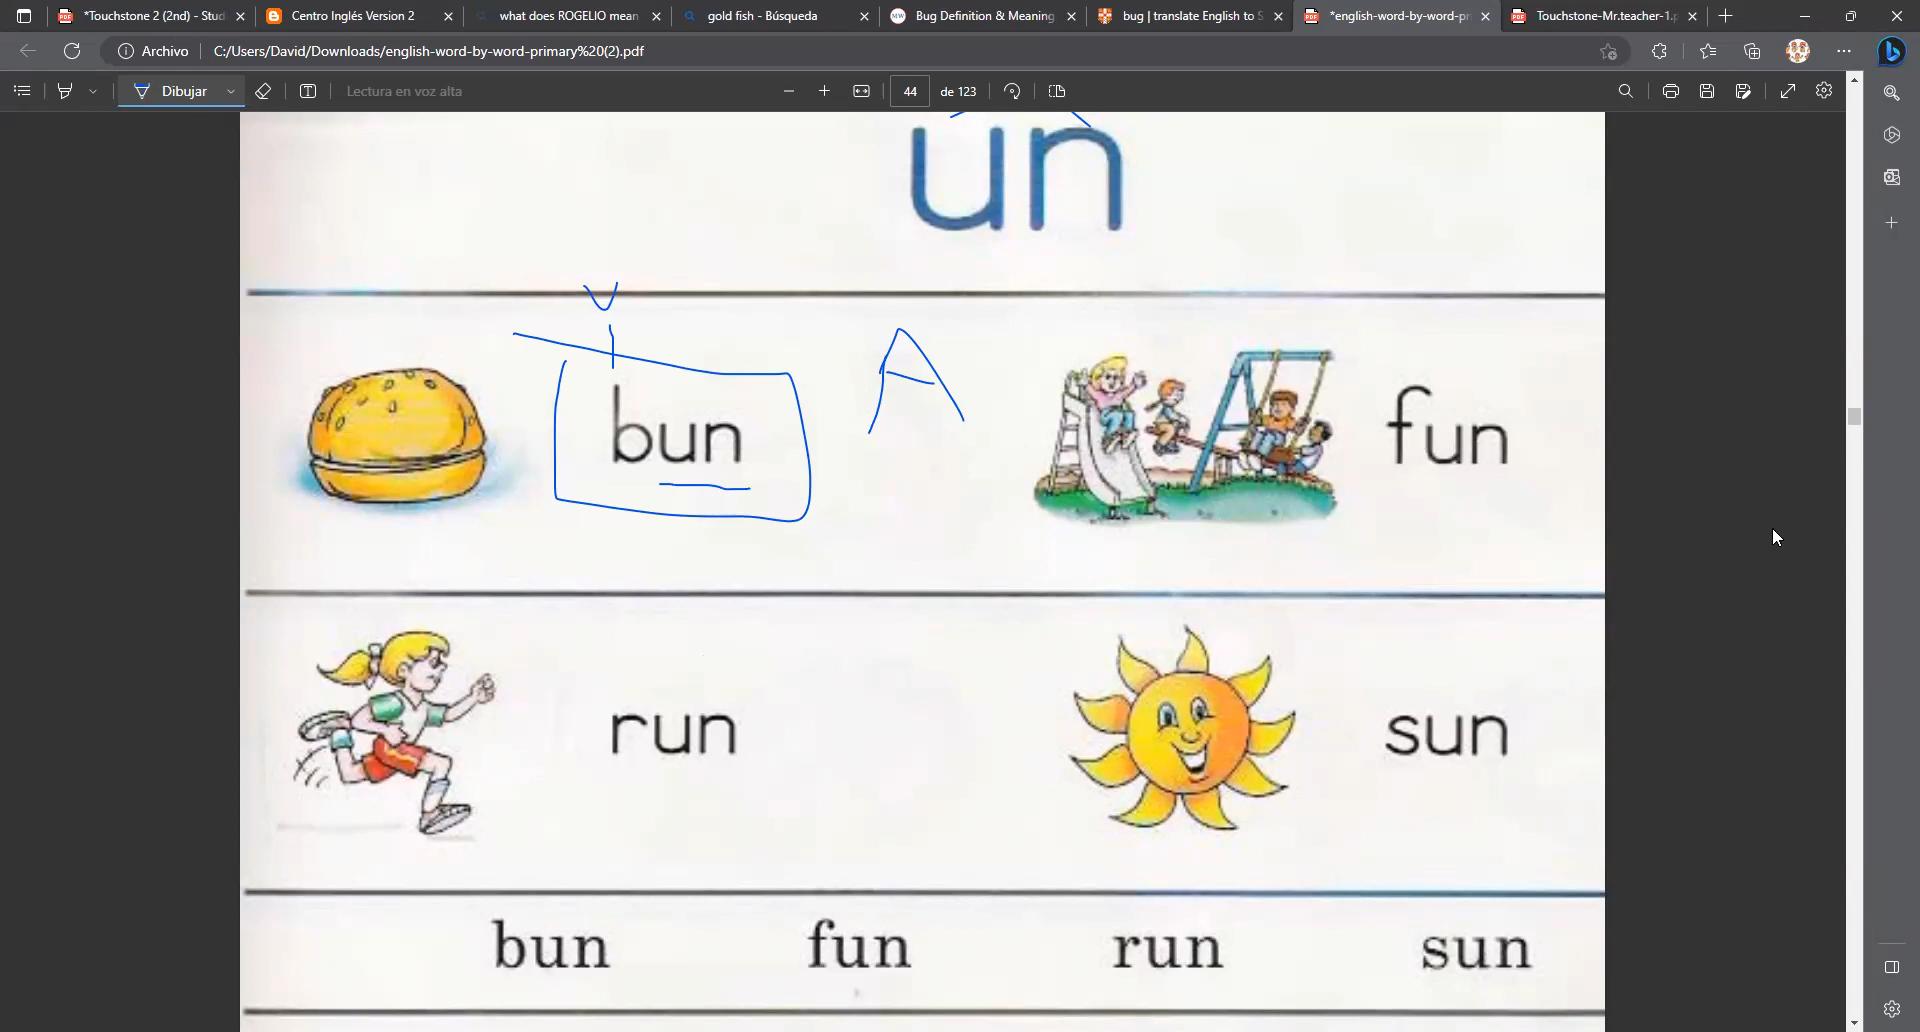 *Touchstone 2 (2nd) - Stud
Centro Inglés Version 2
what does ROGELIO mean
gold fish - Búsqueda
Bug Definition & Meaning
bug | translate English to S
*english-word-by-word-pr
Touchstone-Mr.teacher-1.p
Archivo
C:/Users/David/Downloads/english-word-by-word-primary%20(2).pdf
Dibujar
Lectura en voz alta
44 de 123
un
V
A
bun
fun
run
sun
bun fun run sun